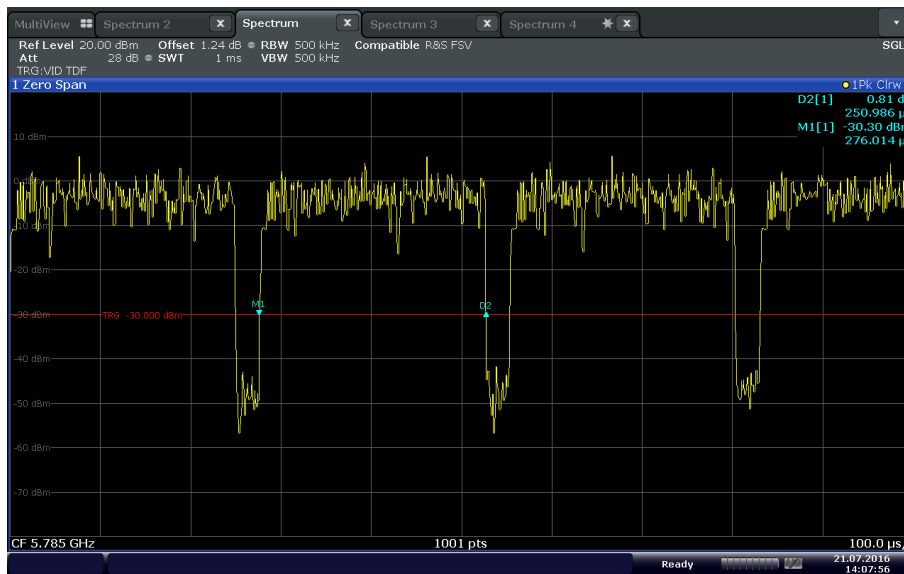 MultiView Spectrum 2 X Spectrum X Spectrum 3 X Spectrum 4 X
Ref Level 20.00 dBm Offset 1.24 dB RBW 500 kHz Compatible R&S FSV SGL
Att 28 dB SWT 1 ms VBW 500 kHz
TRG:VID TDF
1 Zero Span 1Pk Clrw
D2[1] 0.81 d
250.986 µ
M1[1] -30.30 dBr
276.014 µ
10 dBm
0 dBm
-10 dBm
-20 dBm
M1 D2
-30 dBm TRG -30.000 dBm
-40 dBm
-50 dBm
-60 dBm
-70 dBm
CF 5.785 GHz 1001 pts 100.0 µs/
Ready 21.07.2016
14:07:56